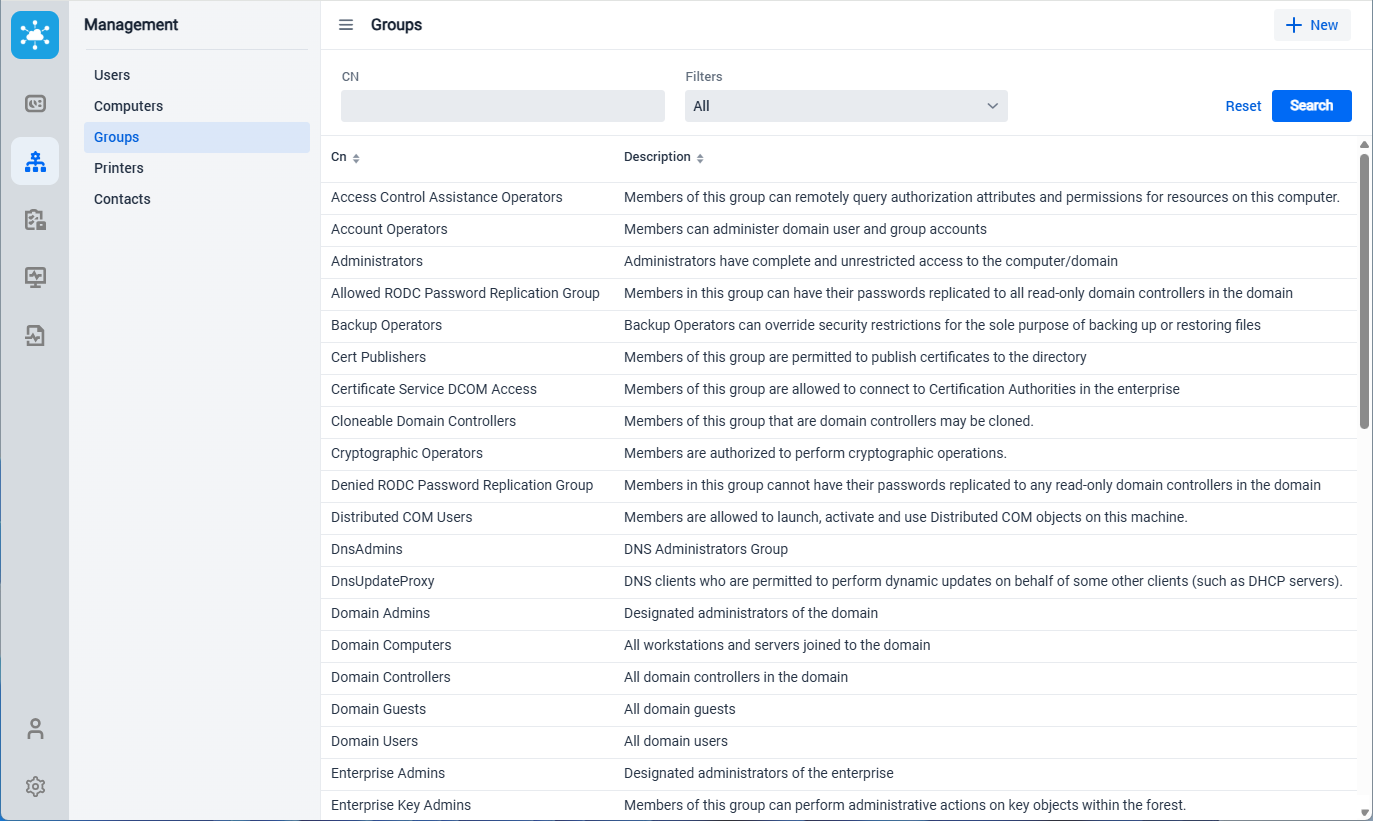 Management
Groups
New
Users
Computers
Groups
Printers
Contacts
CN
Filters
All
Reset
Search
Cn Description
Access Control Assistance Operators Members of this group can remotely query authorization attributes and permissions for resources on this computer.
Account Operators Members can administer domain user and group accounts
Administrators Administrators have complete and unrestricted access to the computer/domain
Allowed RODC Password Replication Group Members in this group can have their passwords replicated to all read-only domain controllers in the domain
Backup Operators Backup Operators can override security restrictions for the sole purpose of backing up or restoring files
Cert Publishers Members of this group are permitted to publish certificates to the directory
Certificate Service DCOM Access Members of this group are allowed to connect to Certification Authorities in the enterprise
Cloneable Domain Controllers Members of this group that are domain controllers may be cloned.
Cryptographic Operators Members are authorized to perform cryptographic operations.
Denied RODC Password Replication Group Members in this group cannot have their passwords replicated to any read-only domain controllers in the domain
Distributed COM Users Members are allowed to launch, activate and use Distributed COM objects on this machine.
DnsAdmins DNS Administrators Group
DnsUpdateProxy DNS clients who are permitted to perform dynamic updates on behalf of some other clients (such as DHCP servers).
Domain Admins Designated administrators of the domain
Domain Computers All workstations and servers joined to the domain
Domain Controllers All domain controllers in the domain
Domain Guests All domain guests
Domain Users All domain users
Enterprise Admins Designated administrators of the enterprise
Enterprise Key Admins Members of this group can perform administrative actions on key objects within the forest.